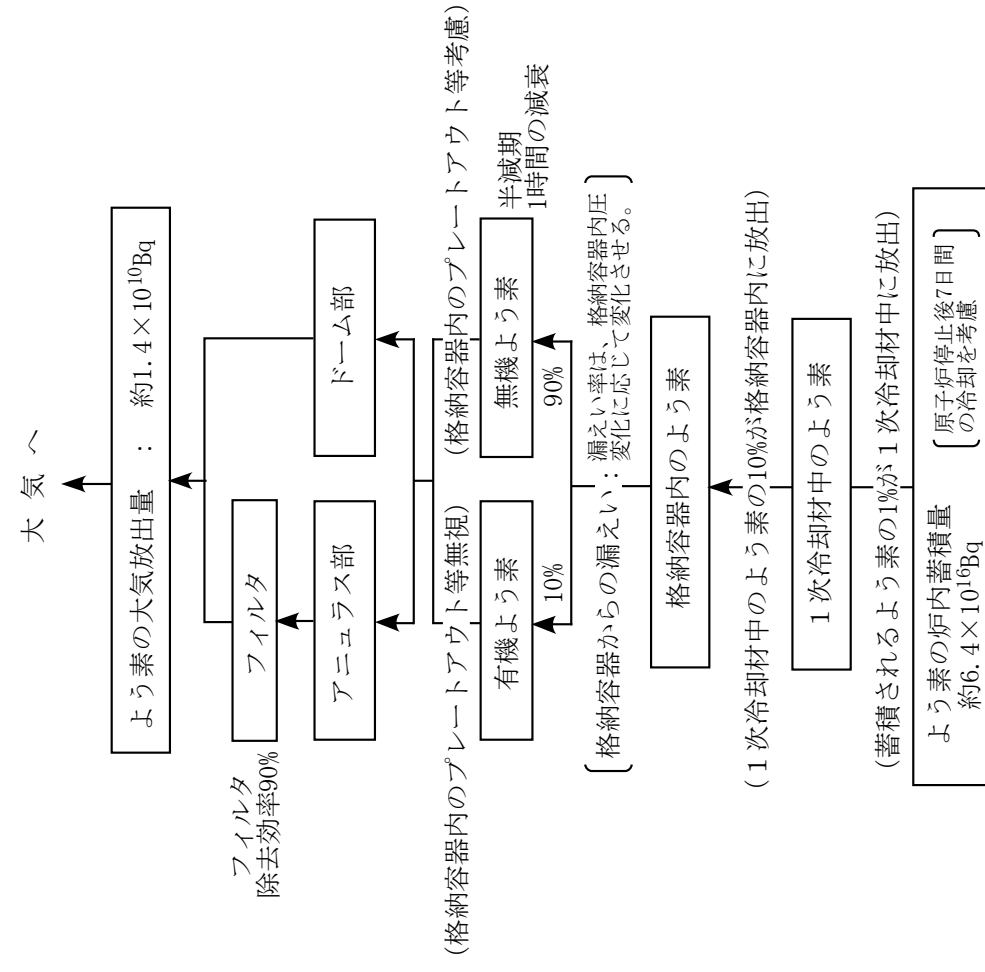 大 気 へ
よう素の大気放出量 ： 約1.4×10¹⁰Bq
フィルタ
除去効率90%
フィルタ
アニュラス部
ドーム部
(格納容器内のプレートアウト等無視)
(格納容器内のプレートアウト等考慮)
有機よう素
無機よう素
半減期
1時間の減衰
10%
90%
格納容器からの漏えい：
漏えい率は、格納容器内圧
変化に応じて変化させる。
格納容器内のよう素
(１次冷却材中のよう素の10%が格納容器内に放出)
１次冷却材中のよう素
(蓄積されるよう素の1%が１次冷却材中に放出)
よう素の炉内蓄積量
約6.4×10¹⁶Bq
原子炉停止後7日間
の冷却を考慮